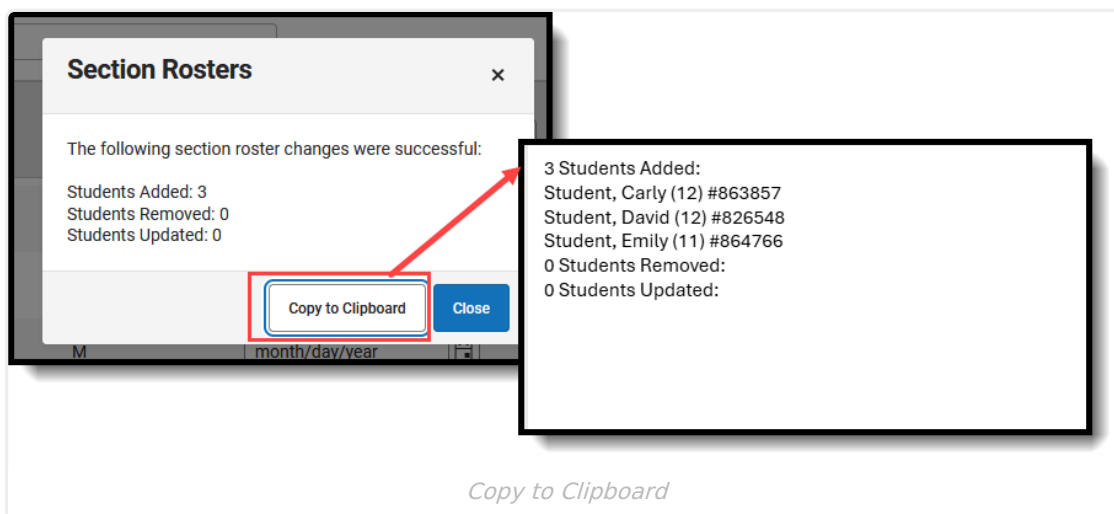 Section Rosters ×
The following section roster changes were successful:
Students Added: 3
Students Removed: 0
Students Updated: 0
Copy to Clipboard
Close
M
month/day/year
3 Students Added:
Student, Carly (12) #863857
Student, David (12) #826548
Student, Emily (11) #864766
0 Students Removed:
0 Students Updated:
Copy to Clipboard